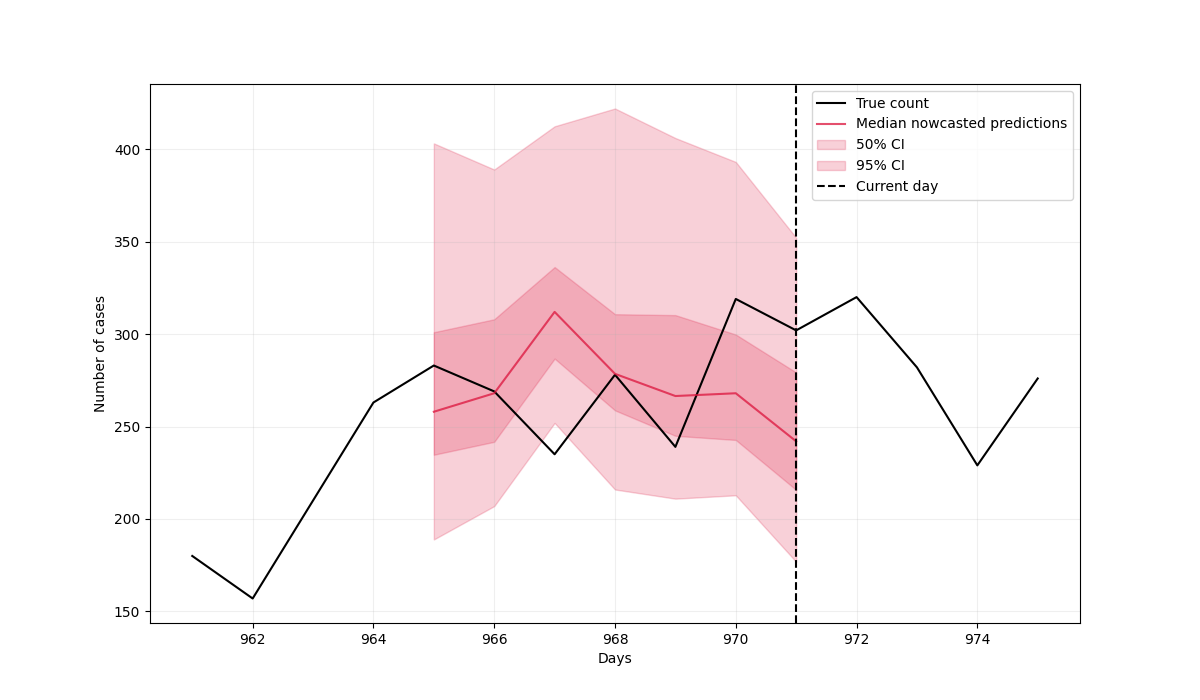 True count
Median nowcasted predictions
50% CI
95% CI
Current day
Number of cases
400
350
300
250
200
150
962 964 966 968 970 972 974
Days